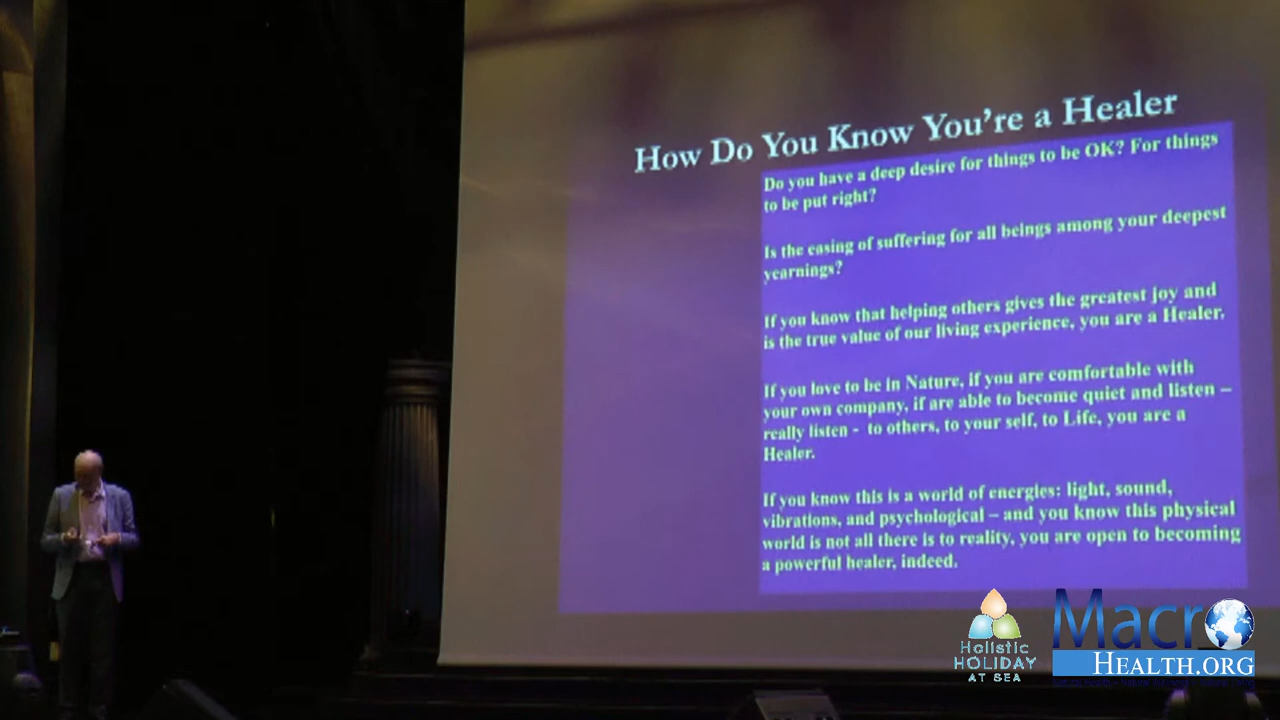 How Do You Know You're a Healer
Do you have a deep desire for things to be OK? For things
to be put right?
Is the easing of suffering for all beings among your deepest
yearnings?
If you know that helping others gives the greatest joy and
is the true value of our living experience, you are a Healer.
If you love to be in Nature, if you are comfortable with
your own company, if are able to become quiet and listen –
really listen - to others, to your self, to Life, you are a
Healer.
If you know this is a world of energies: light, sound,
vibrations, and psychological – and you know this physical
world is not all there is to reality, you are open to becoming
a powerful healer, indeed.
Holistic
HOLIDAY
AT SEA
Macro
HEALTH.ORG